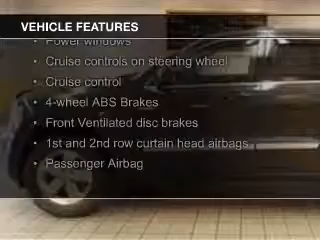 VEHICLE FEATURES
• Power windows
• Cruise controls on steering wheel
• Cruise control
• 4-wheel ABS Brakes
• Front Ventilated disc brakes
• 1st and 2nd row curtain head airbags
• Passenger Airbag